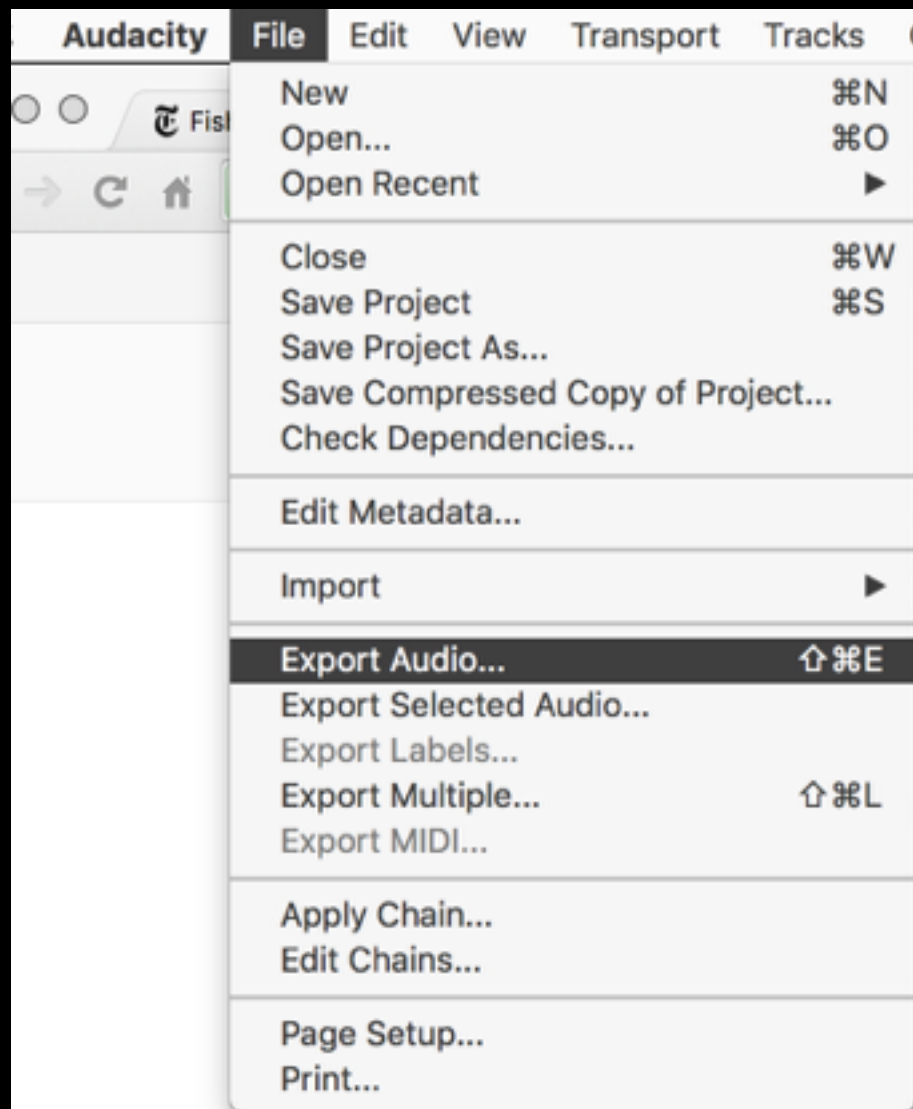 Audacity File Edit View Transport Tracks
Fis
New ⌘N
Open... ⌘O
Open Recent ▶
Close ⌘W
Save Project ⌘S
Save Project As...
Save Compressed Copy of Project...
Check Dependencies...
Edit Metadata...
Import ▶
Export Audio... ⇧⌘E
Export Selected Audio...
Export Labels...
Export Multiple... ⇧⌘L
Export MIDI...
Apply Chain...
Edit Chains...
Page Setup...
Print...